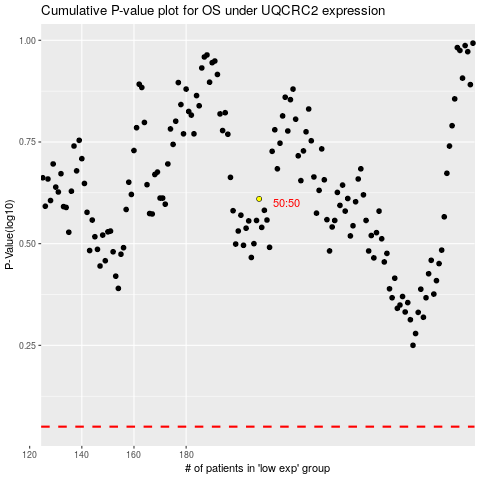 Cumulative P-value plot for OS under UQCRC2 expression
1.00
0.75
50:50
0.50
0.25
P-Value(log10)
120 140 160 180
# of patients in 'low exp' group